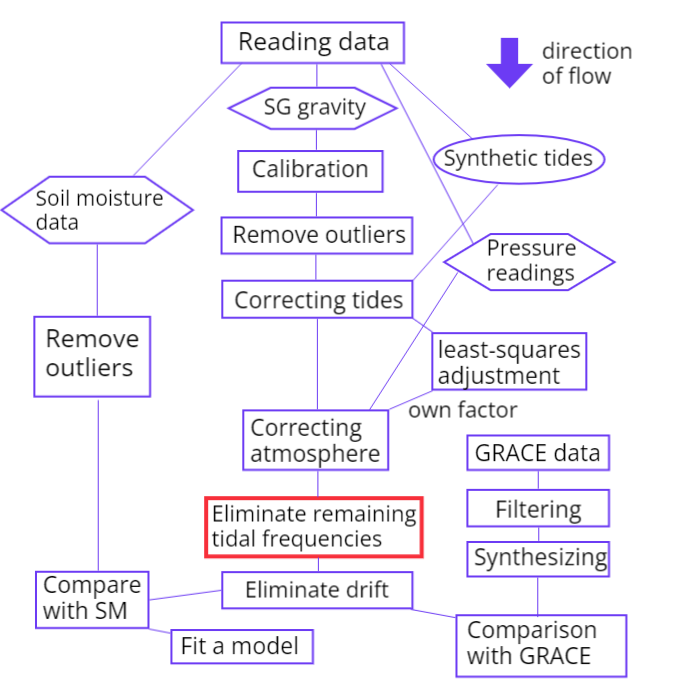 Reading data
direction
of flow
SG gravity
Synthetic tides
Calibration
Soil moisture
data
Remove outliers
Pressure
readings
Correcting tides
Remove
outliers
least-squares
adjustment
own factor
Correcting
atmosphere
GRACE data
Filtering
Eliminate remaining
tidal frequencies
Synthesizing
Compare
with SM
Eliminate drift
Fit a model
Comparison
with GRACE